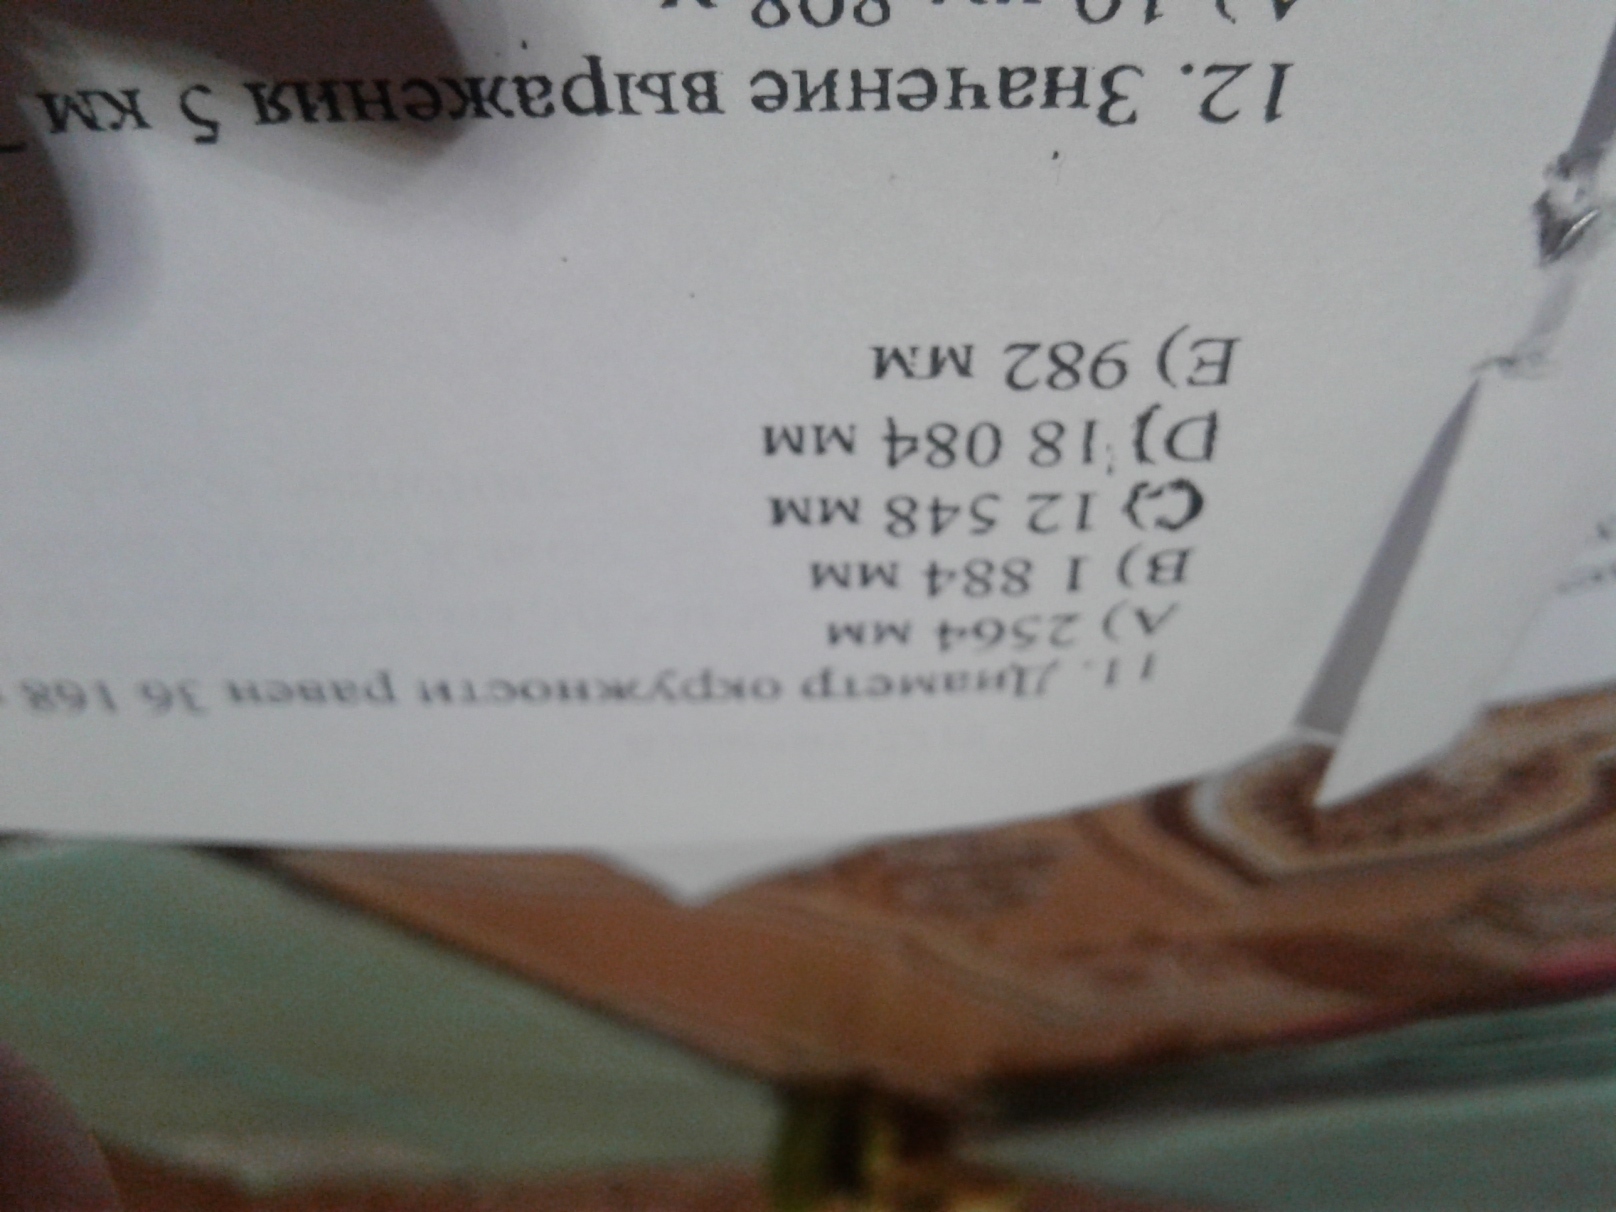 11. Диаметр окружности равен 36 168
A) 2564 мм
B) 1 884 мм
C) 12 548 мм
D) 18 084 мм
E) 982 мм
12. Значение выражения 5 км -
808